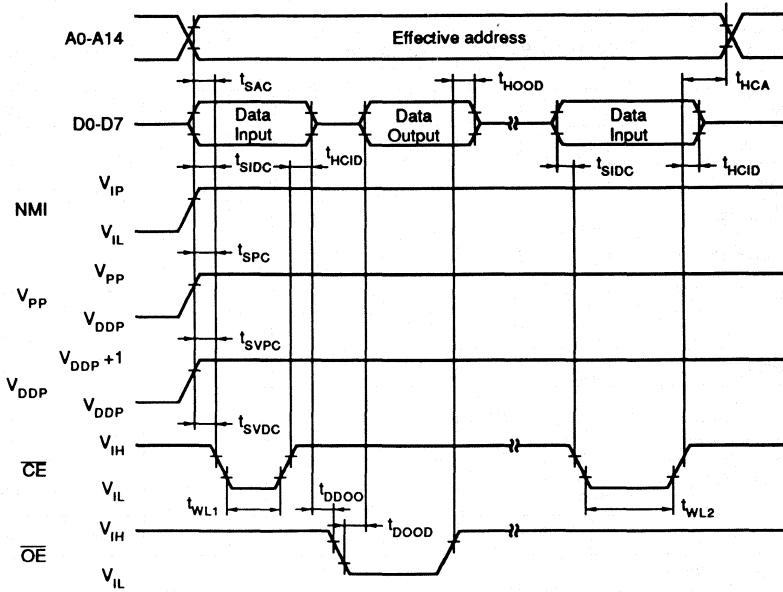 A0-A14
Effective address
tSAC
tHOOD
tHCA
D0-D7
Data Input
Data Output
Data Input
tSIDC
tHCID
tSIDC
tHCID
NMI
VIP
VIL
tSPC
VPP
VPP
VDDP
tSVPC
VDDP
VDDP +1
VDDP
tSVDC
CE
VIH
VIL
tWL1
tDDOO
tWL2
OE
VIH
tDOOD
VIL